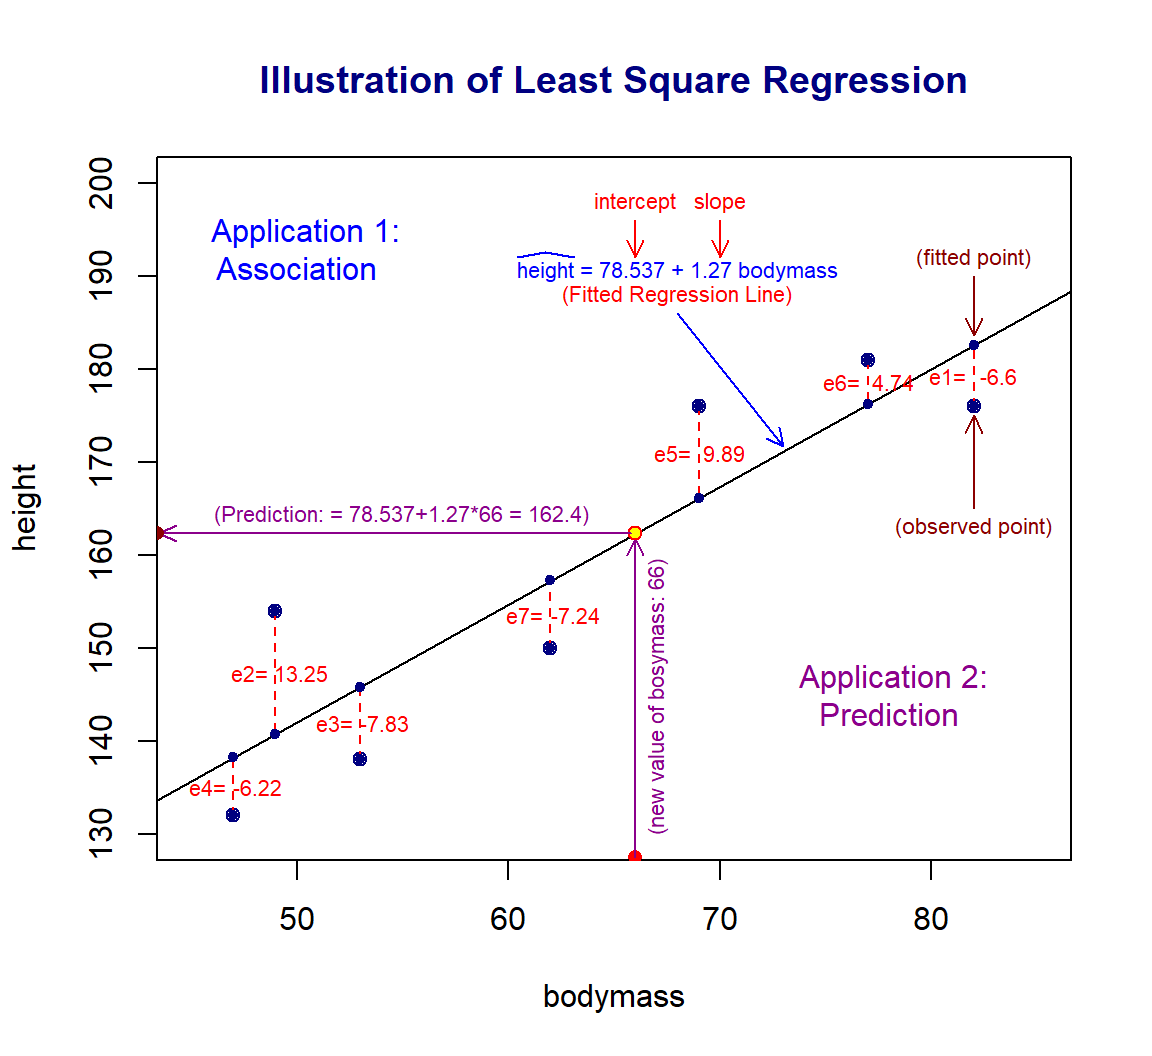 Illustration of Least Square Regression
Application 1:
Association
intercept slope
height = 78.537 + 1.27 bodymass
(Fitted Regression Line)
(fitted point)
e6= 4.74
e1= -6.6
e5= 9.89
(Prediction: = 78.537+1.27*66 = 162.4)
(observed point)
e7= -7.24
(new value of bosymass: 66)
e2= 13.25
e3= -7.83
e4= -6.22
Application 2:
Prediction
height
200
190
180
170
160
150
140
130
50 60 70 80
bodymass